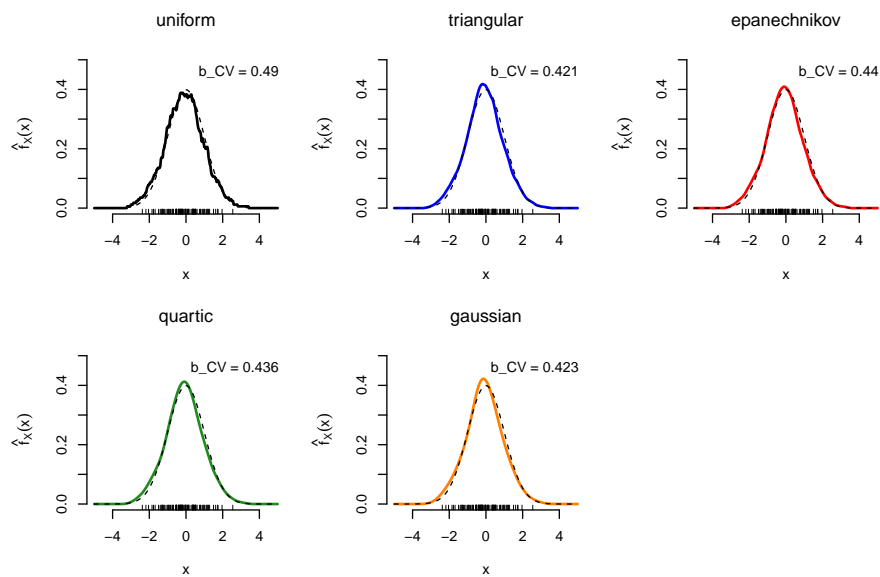 uniform
b_CV = 0.49
f̂X(x)
0.0 0.2 0.4
−4 −2 0 2 4
x
triangular
b_CV = 0.421
f̂X(x)
0.0 0.2 0.4
−4 −2 0 2 4
x
epanechnikov
b_CV = 0.44
f̂X(x)
0.0 0.2 0.4
−4 −2 0 2 4
x
quartic
b_CV = 0.436
f̂X(x)
0.0 0.2 0.4
−4 −2 0 2 4
x
gaussian
b_CV = 0.423
f̂X(x)
0.0 0.2 0.4
−4 −2 0 2 4
x